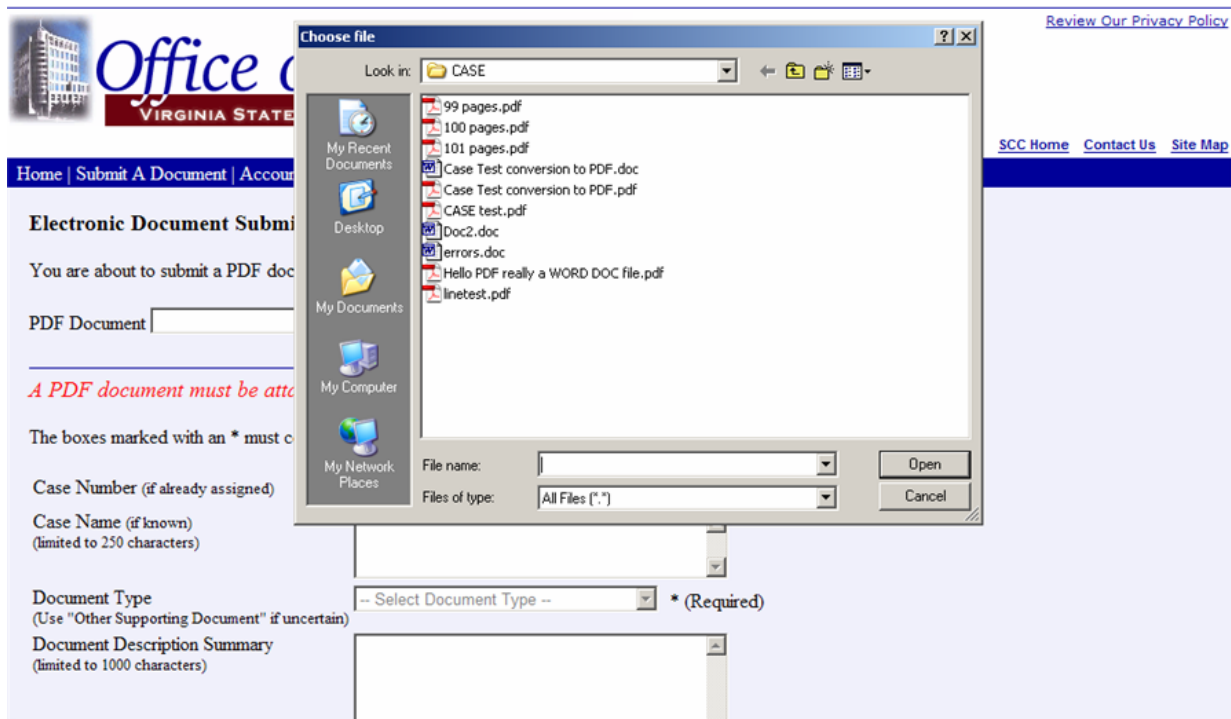 Review Our Privacy Policy
Office
VIRGINIA STATE
SCC Home Contact Us Site Map
Home | Submit A Document | Accoun
Electronic Document Submi
You are about to submit a PDF doc
PDF Document
A PDF document must be atta
The boxes marked with an * must c
Case Number (if already assigned)
Case Name (if known)
(limited to 250 characters)
Document Type
-- Select Document Type --
* (Required)
(Use "Other Supporting Document" if uncertain)
Document Description Summary
(limited to 1000 characters)
Choose file
Look in: CASE
My Recent
Documents
Desktop
My Documents
My Computer
My Network
Places
99 pages.pdf
100 pages.pdf
101 pages.pdf
Case Test conversion to PDF.doc
Case Test conversion to PDF.pdf
CASE test.pdf
Doc2.doc
errors.doc
Hello PDF really a WORD DOC file.pdf
linetest.pdf
File name:
Open
Files of type: All Files (*.*)
Cancel